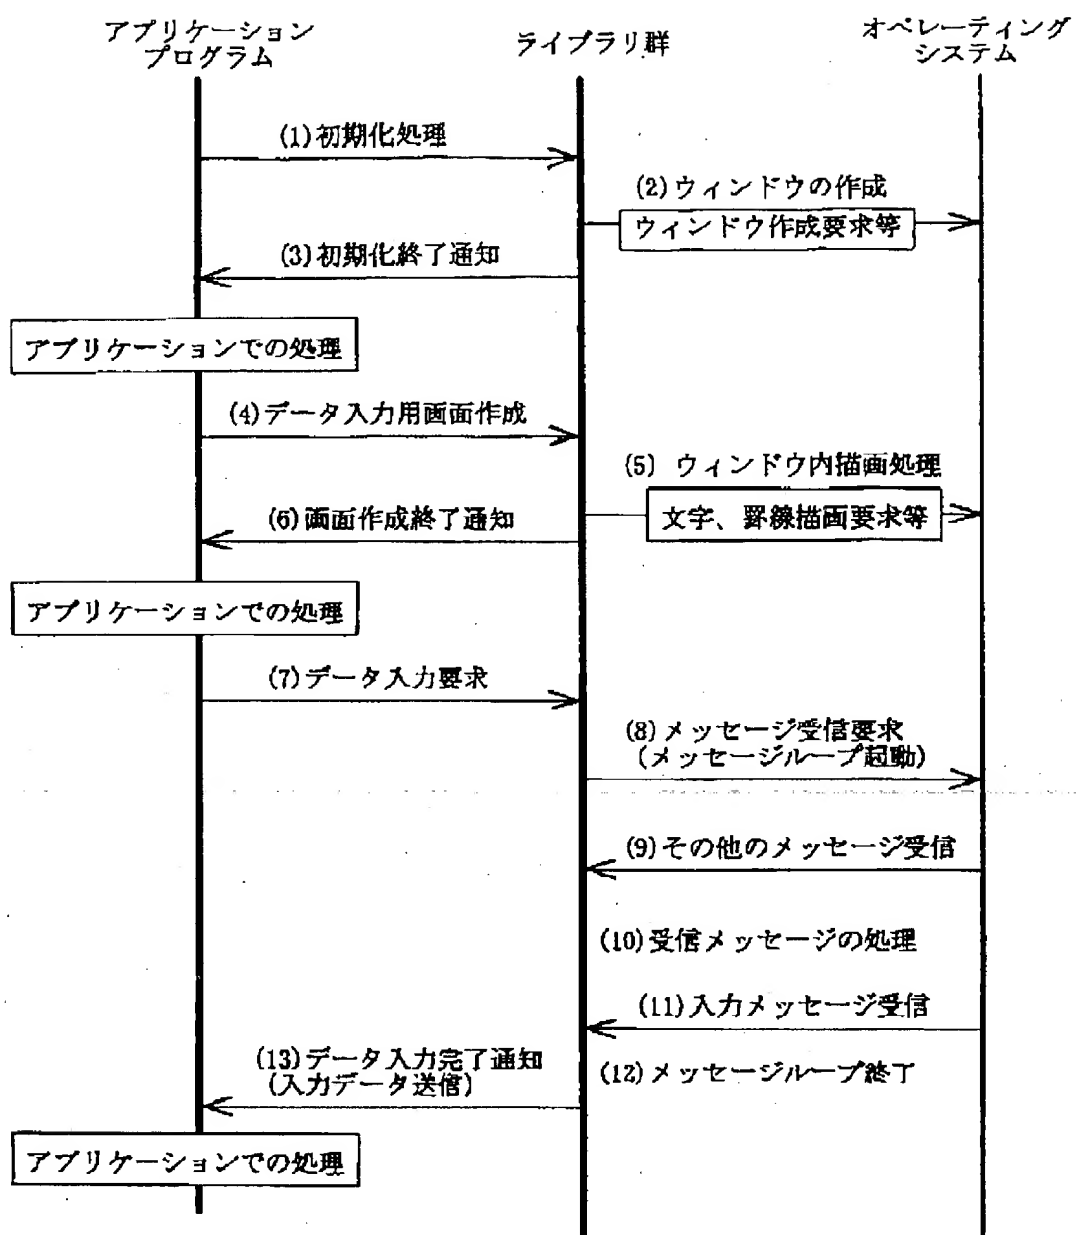 アプリケーション
プログラム
ライブラリ群
オペレーティング
システム
(1)初期化処理
(2)ウィンドウの作成
ウィンドウ作成要求等
(3)初期化終了通知
アプリケーションでの処理
(4)データ入力用画面作成
(5) ウィンドウ内描画処理
文字、罫線描画要求等
(6)画面作成終了通知
アプリケーションでの処理
(7)データ入力要求
(8)メッセージ受信要求
(メッセージループ起動)
(9)その他のメッセージ受信
(10)受信メッセージの処理
(11)入力メッセージ受信
(12)メッセージループ終了
(13)データ入力完了通知
(入力データ送信)
アプリケーションでの処理